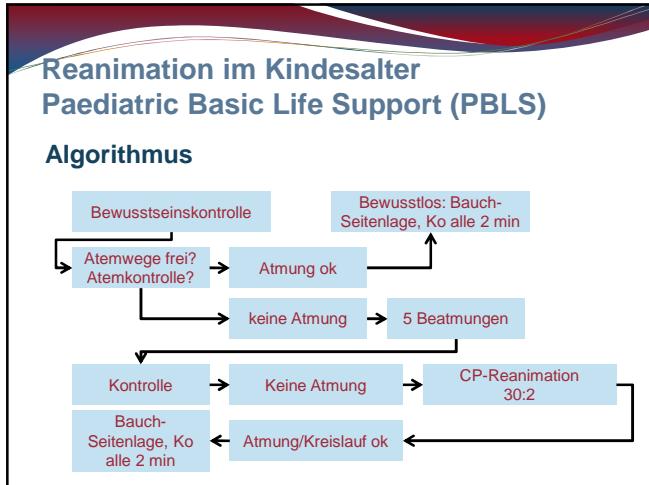 Reanimation im Kindesalter
Paediatric Basic Life Support (PBLS)
Algorithmus
Bewusstseinskontrolle
Bewusstlos: Bauch-
Seitenlage, Ko alle 2 min
Atemwege frei?
Atemkontrolle?
Atmung ok
keine Atmung
5 Beatmungen
Kontrolle
Keine Atmung
CP-Reanimation
30:2
Bauch-
Seitenlage, Ko
alle 2 min
Atmung/Kreislauf ok